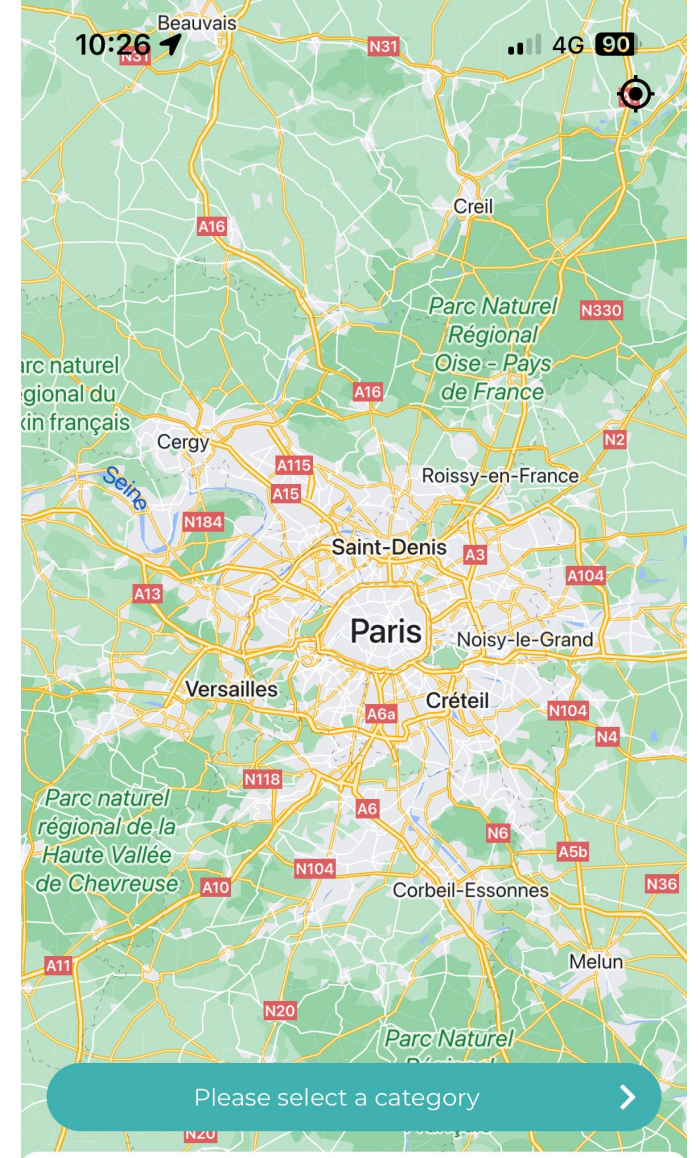 Beauvais
10:26
4G 90
N31
N31
Creil
A16
Parc Naturel
Régional
Oise - Pays
de France
N330
arc naturel
égional du
xin français
A16
Cergy
N2
A115
Roissy-en-France
A15
Seine
N184
Saint-Denis
A3
A104
A13
Paris
Noisy-le-Grand
Versailles
Créteil
A6a
N104
N4
N118
Parc naturel
régional de la
Haute Vallée
de Chevreuse
A6
N6
A5b
N104
A10
Corbeil-Essonnes
N36
A11
Melun
N20
Parc Naturel
Please select a category
N20